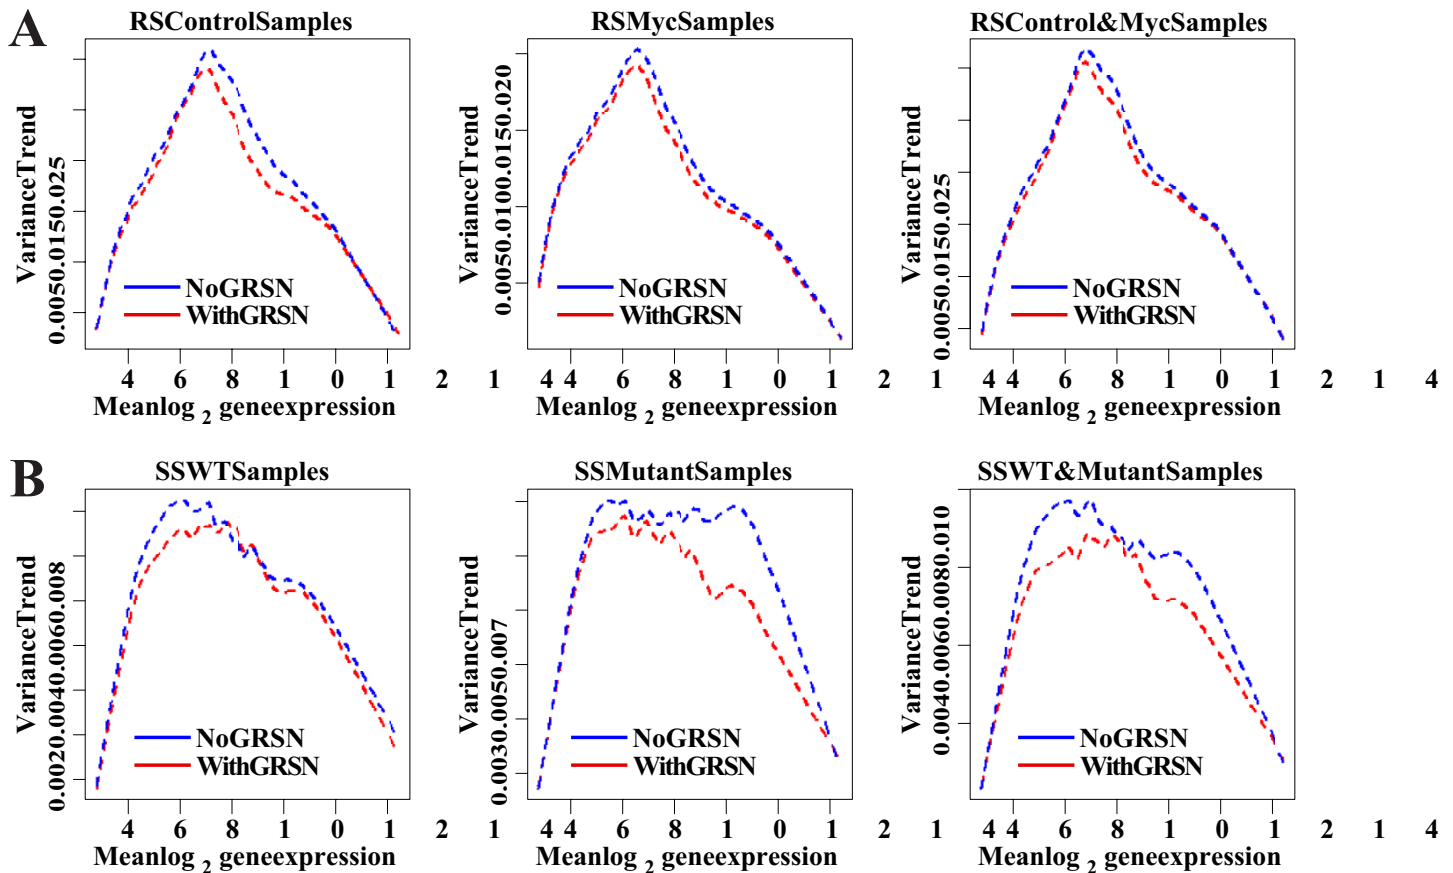 A
RSControlSamples
VarianceTrend
0.0050.0150.025
NoGRSN
WithGRSN
4 6 8 1 0 1 2 1 4
Meanlog 2 geneexpression
RSMycSamples
VarianceTrend
0.0050.0100.0150.020
NoGRSN
WithGRSN
4 6 8 1 0 1 2 1 4
Meanlog 2 geneexpression
RSControl&MycSamples
VarianceTrend
0.0050.0150.025
NoGRSN
WithGRSN
4 6 8 1 0 1 2 1 4
Meanlog 2 geneexpression
B
SSWTSamples
VarianceTrend
0.0020.0040.0060.008
NoGRSN
WithGRSN
4 6 8 1 0 1 2 1 4
Meanlog 2 geneexpression
SSMutantSamples
VarianceTrend
0.0030.0050.007
NoGRSN
WithGRSN
4 6 8 1 0 1 2 1 4
Meanlog 2 geneexpression
SSWT&MutantSamples
VarianceTrend
0.0040.0060.0080.010
NoGRSN
WithGRSN
4 6 8 1 0 1 2 1 4
Meanlog 2 geneexpression